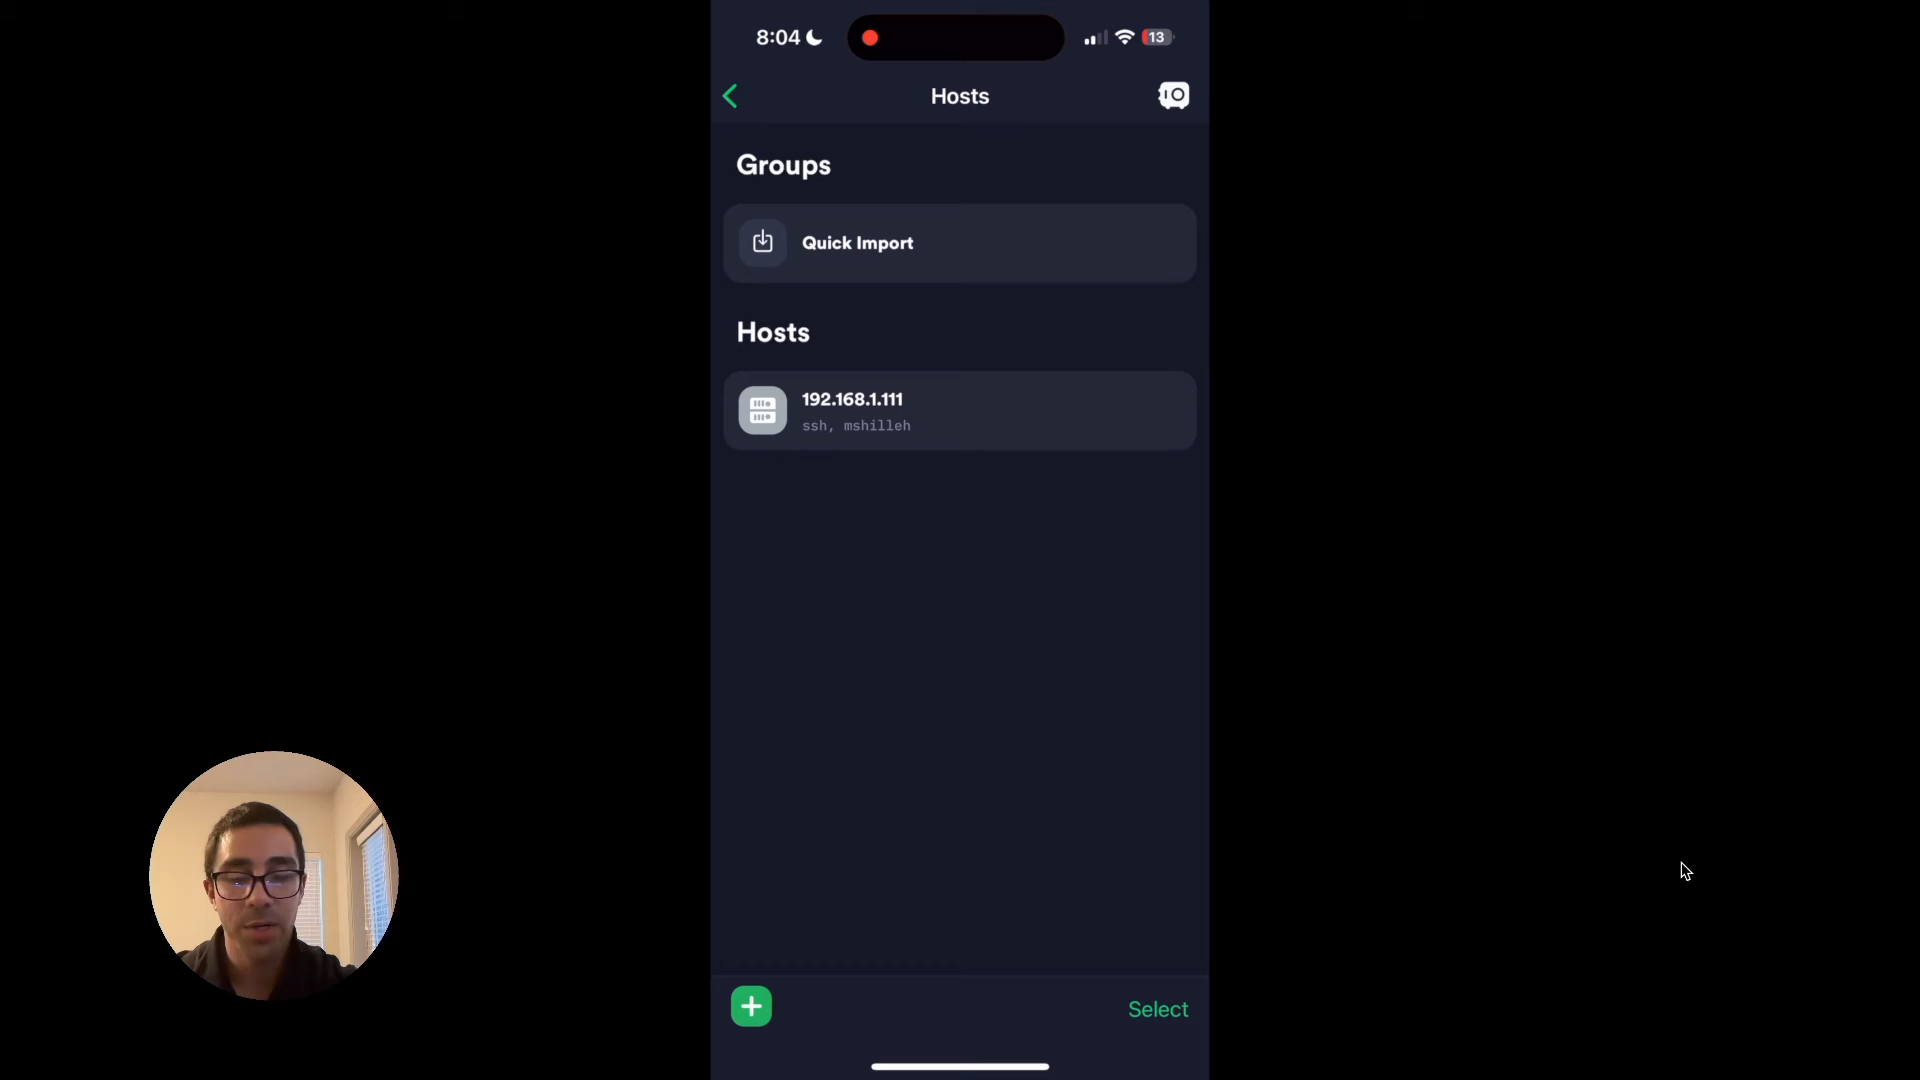 8:04
13
Hosts
Groups
Quick Import
Hosts
192.168.1.111
ssh, mshilleh
Select